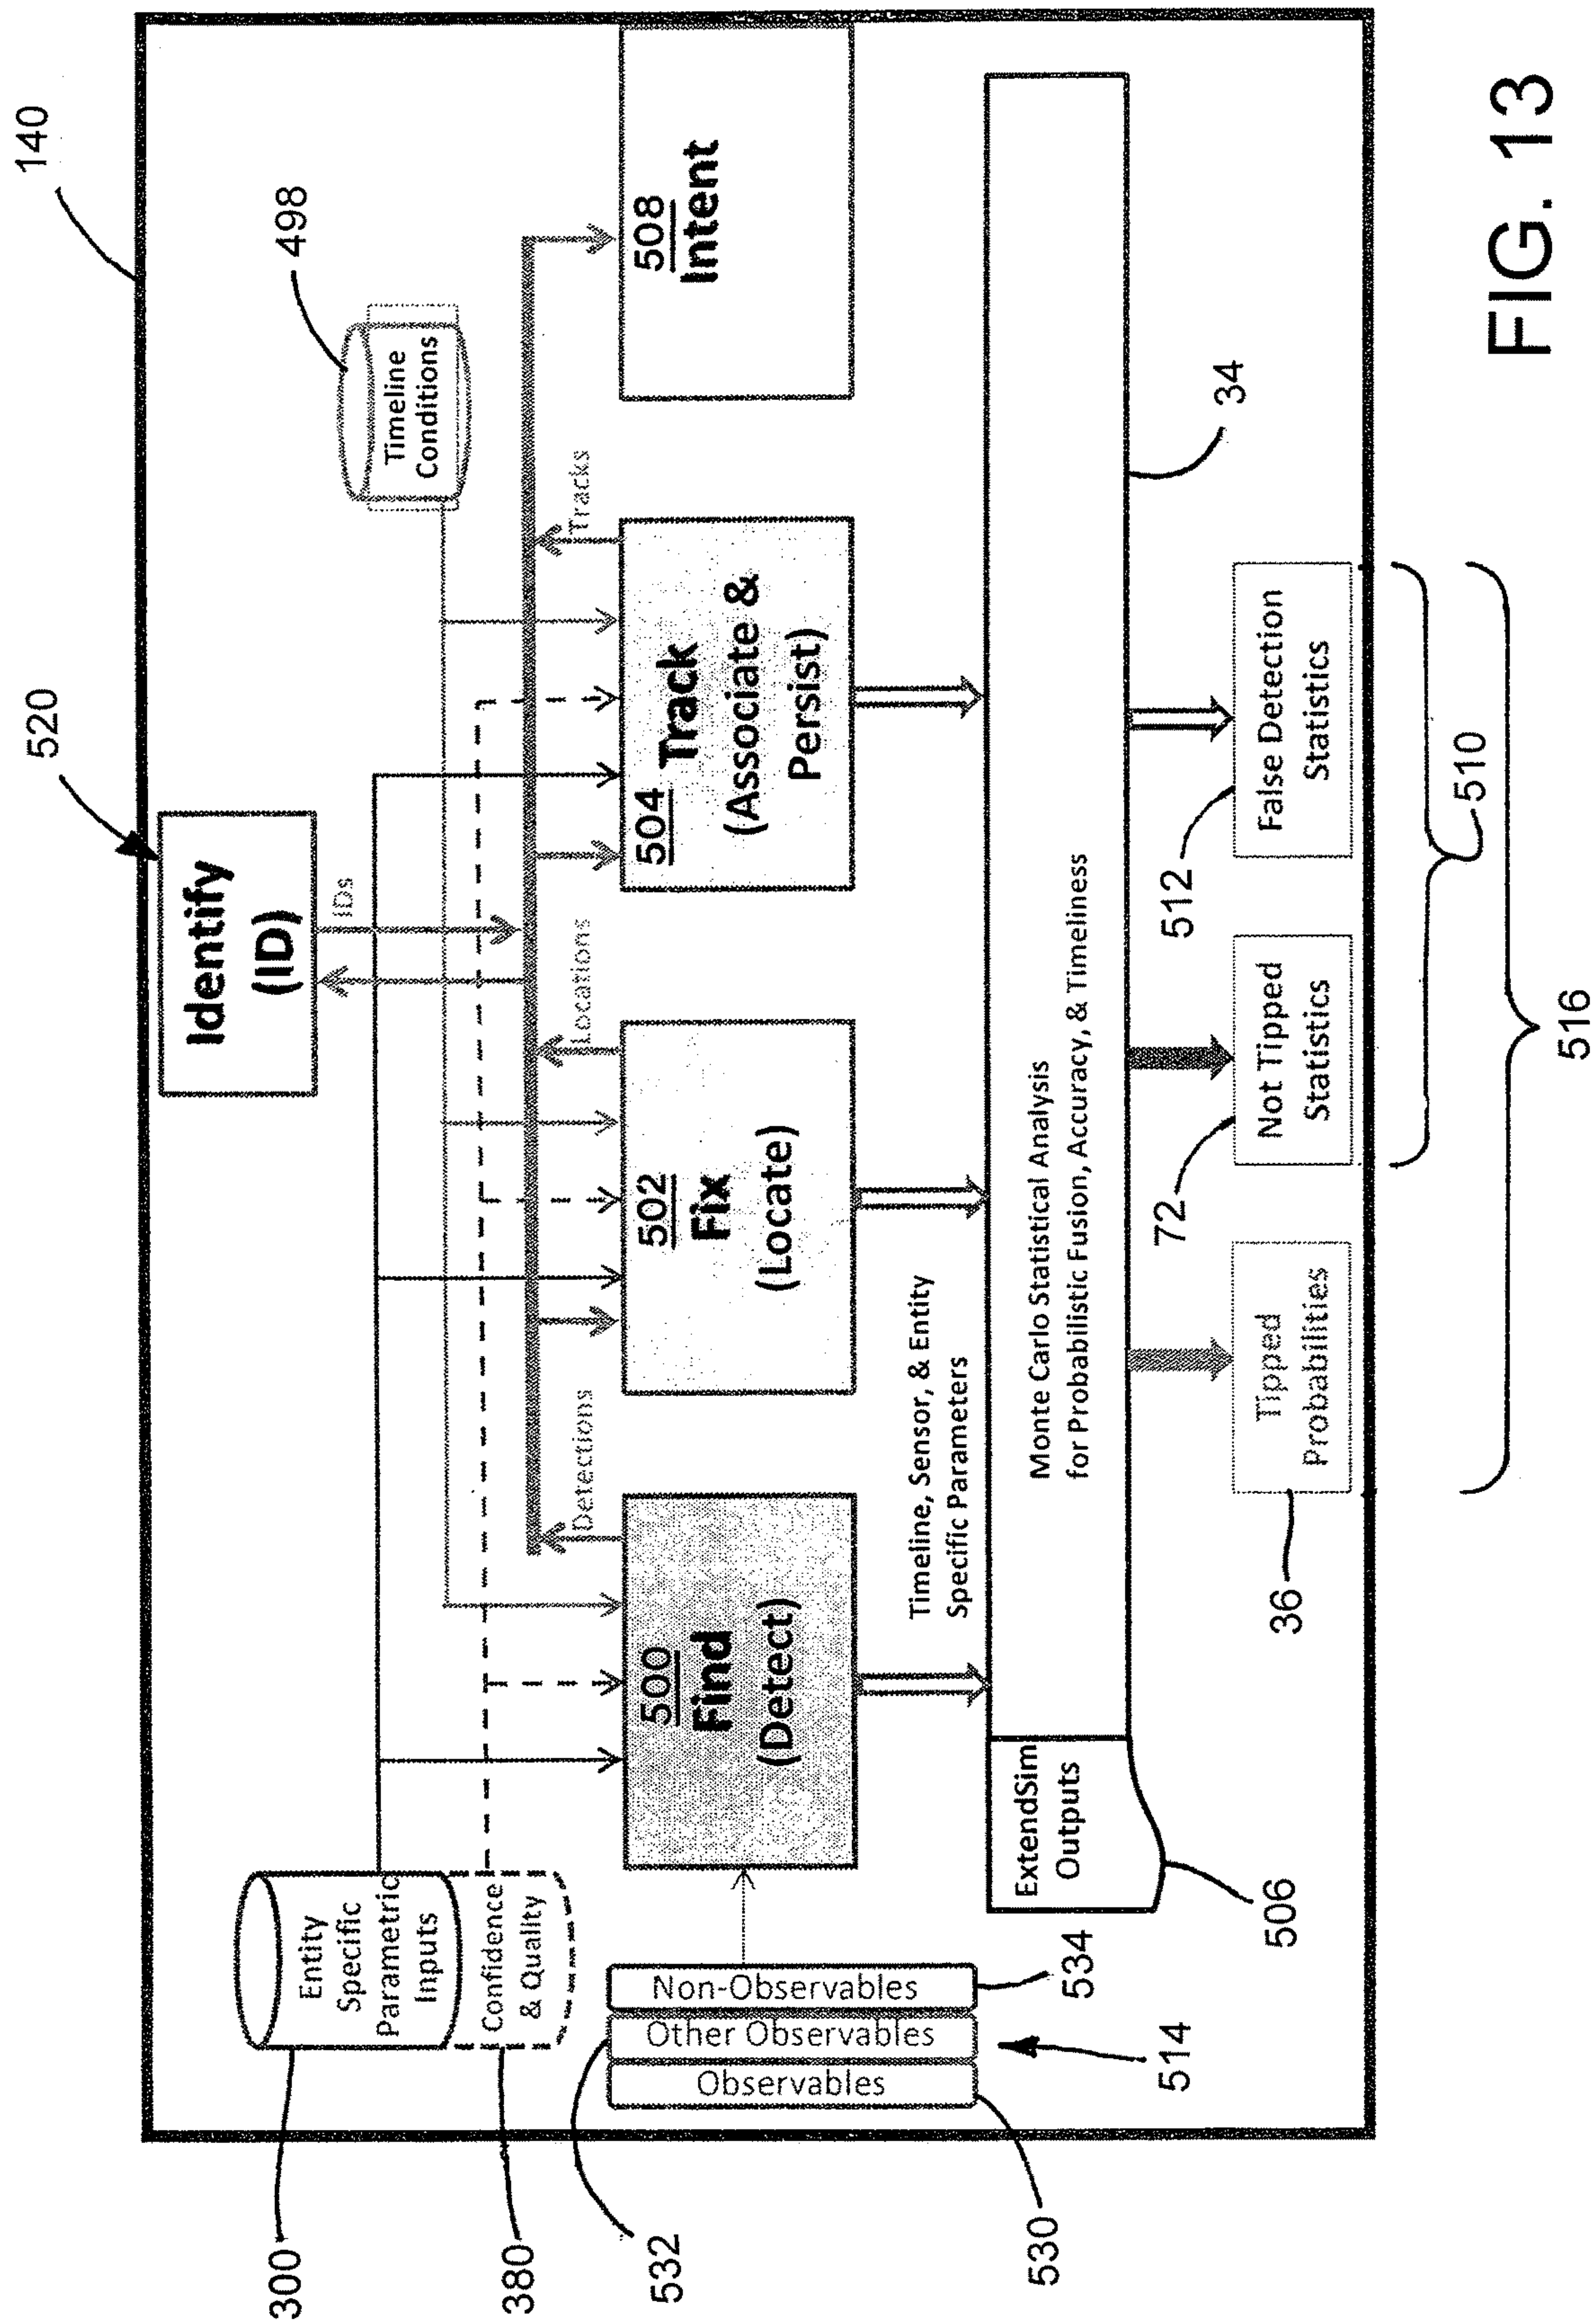 140
520
498
Identify
(ID)
IDs
Timeline
Conditions
300
Entity
Specific
Parametric
Inputs
380
Confidence
& Quality
Detections
Locations
Tracks
532
Observables
Other Observables
Non-Observables
530
514
534
500
Find
(Detect)
502
Fix
(Locate)
504 Track
(Associate &
Persist)
508
Intent
Timeline, Sensor, & Entity
Specific Parameters
ExtendSim
Outputs
506
Monte Carlo Statistical Analysis
for Probabilistic Fusion, Accuracy, & Timeliness
34
36
Tipped
Probabilities
72
Not Tipped
Statistics
512
False Detection
Statistics
510
516
FIG. 13